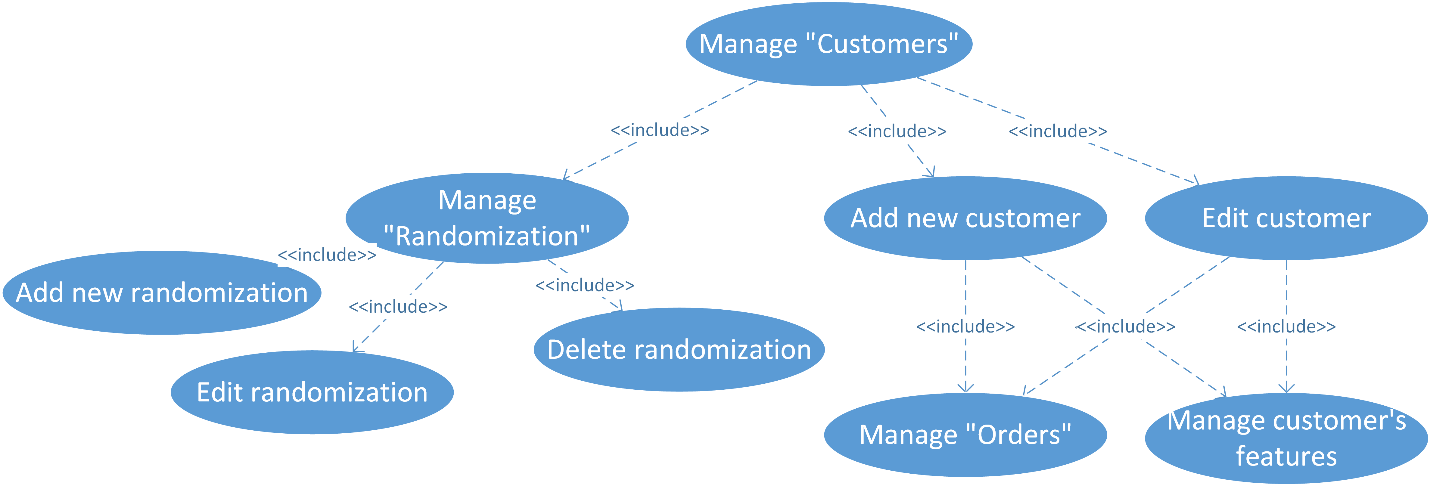 Manage "Customers"
<<include>>
<<include>>
<<include>>
Manage
"Randomization"
Add new customer
Edit customer
<<include>>
Add new randomization
<<include>>
<<include>>
<<include>>
<<include>>
<<include>>
Delete randomization
Edit randomization
Manage "Orders"
Manage customer's
features